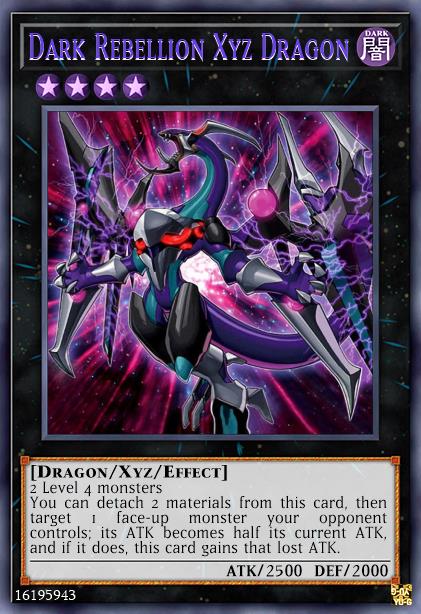 Dark Rebellion Xyz Dragon
DARK
闇
[Dragon/Xyz/Effect]
2 Level 4 monsters
You can detach 2 materials from this card, then
target 1 face-up monster your opponent
controls; its ATK becomes half its current ATK,
and if it does, this card gains that lost ATK.
ATK/2500 DEF/2000
16195943